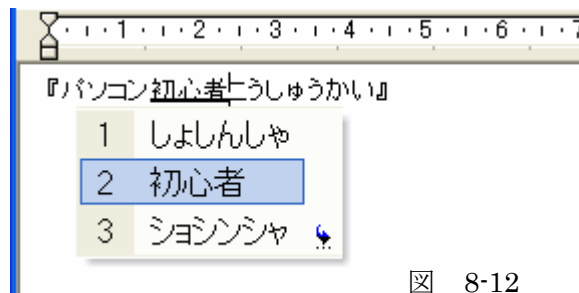 1 2 3 4 5 6 7
『パソコン初心者こうしゅうかい』
1 しょしんしゃ
2 初心者
3 ショシンシャ
図 8-12